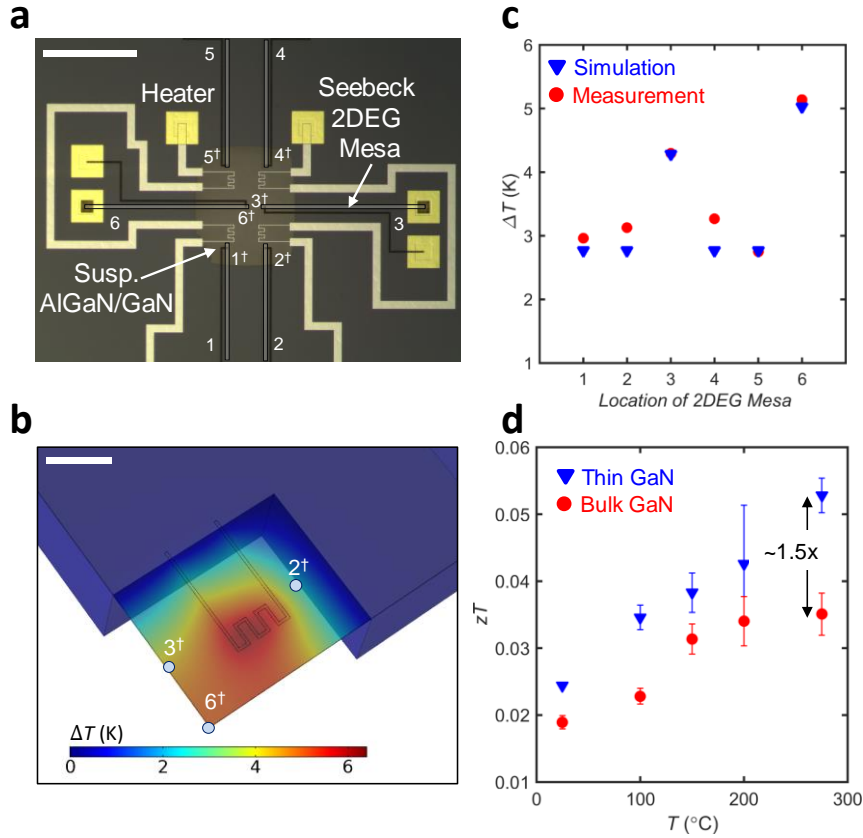 a
5
4
Heater
Seebeck
2DEG
Mesa
5†
4†
3†
6
6†
3
1†
2†
Susp.
AlGaN/GaN
1
2
b
2†
3†
6†
ΔT (K)
0 2 4 6
c
Simulation
Measurement
ΔT (K)
6
5
4
3
2
1
1 2 3 4 5 6
Location of 2DEG Mesa
d
Thin GaN
Bulk GaN
~1.5x
zT
0.06
0.05
0.04
0.03
0.02
0.01
0 100 200 300
T (°C)